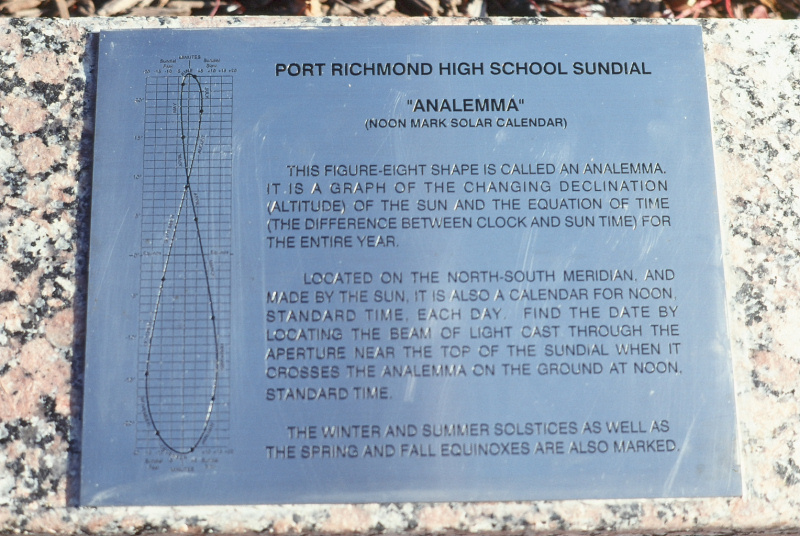 MINUTES
PORT RICHMOND HIGH SCHOOL SUNDIAL
"ANALEMMA"
(NOON MARK SOLAR CALENDAR)
THIS FIGURE-EIGHT SHAPE IS CALLED AN ANALEMMA.
IT IS A GRAPH OF THE CHANGING DECLINATION
(ALTITUDE) OF THE SUN AND THE EQUATION OF TIME
(THE DIFFERENCE BETWEEN CLOCK AND SUN TIME) FOR
THE ENTIRE YEAR.
LOCATED ON THE NORTH-SOUTH MERIDIAN, AND
MADE BY THE SUN, IT IS ALSO A CALENDAR FOR NOON,
STANDARD TIME, EACH DAY. FIND THE DATE BY
LOCATING THE BEAM OF LIGHT CAST THROUGH THE
APERTURE NEAR THE TOP OF THE SUNDIAL WHEN IT
CROSSES THE ANALEMMA ON THE GROUND AT NOON,
STANDARD TIME.
THE WINTER AND SUMMER SOLSTICES AS WELL AS
THE SPRING AND FALL EQUINOXES ARE ALSO MARKED.